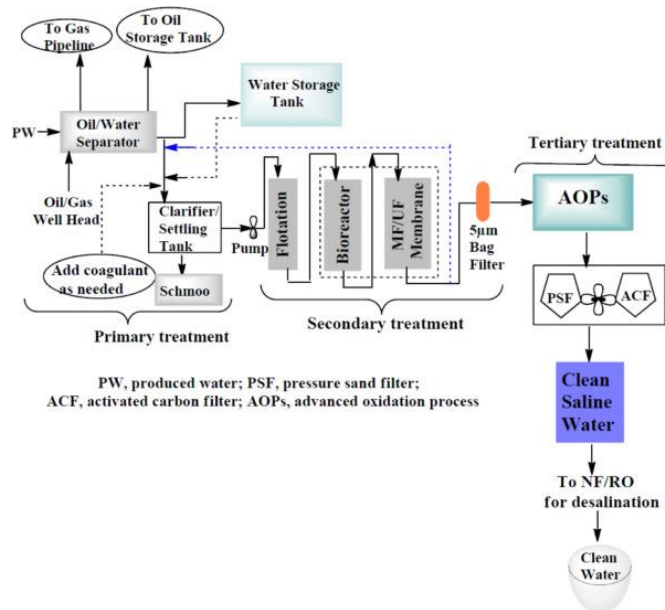 To Gas
Pipeline
To Oil
Storage Tank
Water Storage
Tank
PW
Oil/Water
Separator
Oil/Gas
Well Head
Clarifier/
Settling
Tank
Pump
Add coagulant
as needed
Schmoo
Primary treatment
Flotation
Bioreactor
MF/UF
Membrane
5μm
Bag
Filter
Secondary treatment
Tertiary treatment
AOPs
PSF
ACF
Clean
Saline
Water
To NF/RO
for desalination
Clean
Water
PW, produced water; PSF, pressure sand filter;
ACF, activated carbon filter; AOPs, advanced oxidation process